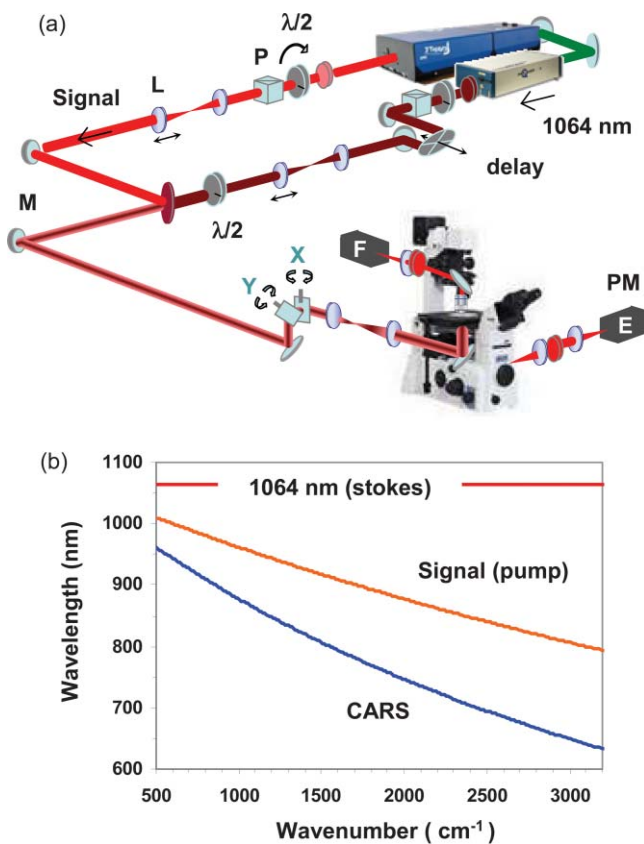 (a)
λ/2
P
L
Signal
1064 nm
delay
M
λ/2
X
Y
F
PM
E
(b)
1100
1000
900
800
700
600
Wavelength (nm)
1064 nm (stokes)
Signal (pump)
CARS
500 1000 1500 2000 2500 3000
Wavenumber ( cm⁻¹ )